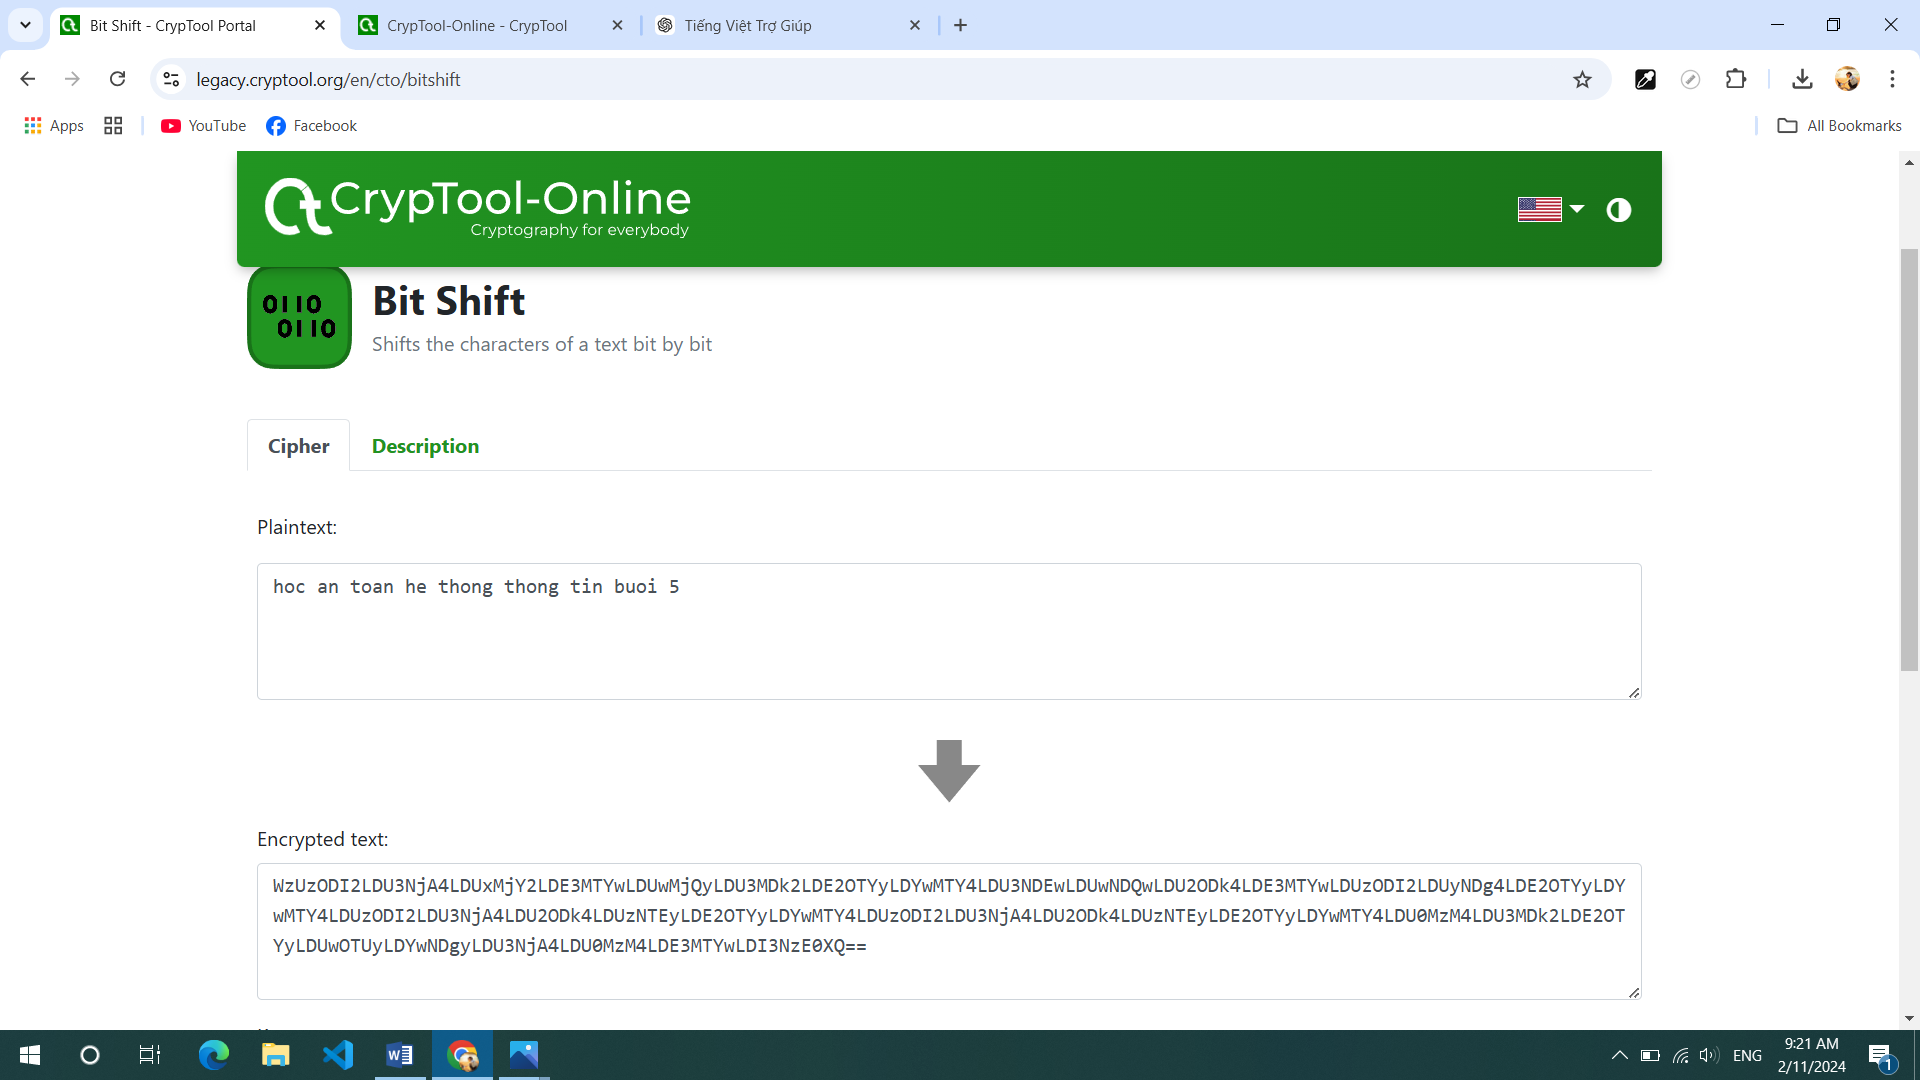 Bit Shift - CrypTool Portal
CrypTool-Online - CrypTool
Tiếng Việt Trợ Giúp
legacy.cryptool.org/en/cto/bitshift
Apps
YouTube
Facebook
All Bookmarks
CrypTool-Online
Cryptography for everybody
0110
0110
Bit Shift
Shifts the characters of a text bit by bit
Cipher
Description
Plaintext:
hoc an toan he thong thong tin buoi 5
Encrypted text:
WzUzODI2LDU3NjA4LDUxMjY2LDE3MTYwLDUwMjQyLDU3MDk2LDE2OTYyLDYwMTY4LDU3NDEwLDUwNDQwLDU2ODk4LDE3MTYwLDUzODI2LDUyNDg4LDE2OTYyLDY
wMTY4LDUzODI2LDU3NjA4LDU2ODk4LDUzNTEyLDE2OTYyLDYwMTY4LDUzODI2LDU3NjA4LDU2ODk4LDUzNTEyLDE2OTYyLDYwMTY4LDU0MzM4LDU3MDk2LDE2OT
YyLDUwOTUyLDYwNDgyLDU3NjA4LDU0MzM4LDE3MTYwLDI3NzE0XQ==
ENG
9:21 AM
2/11/2024
1